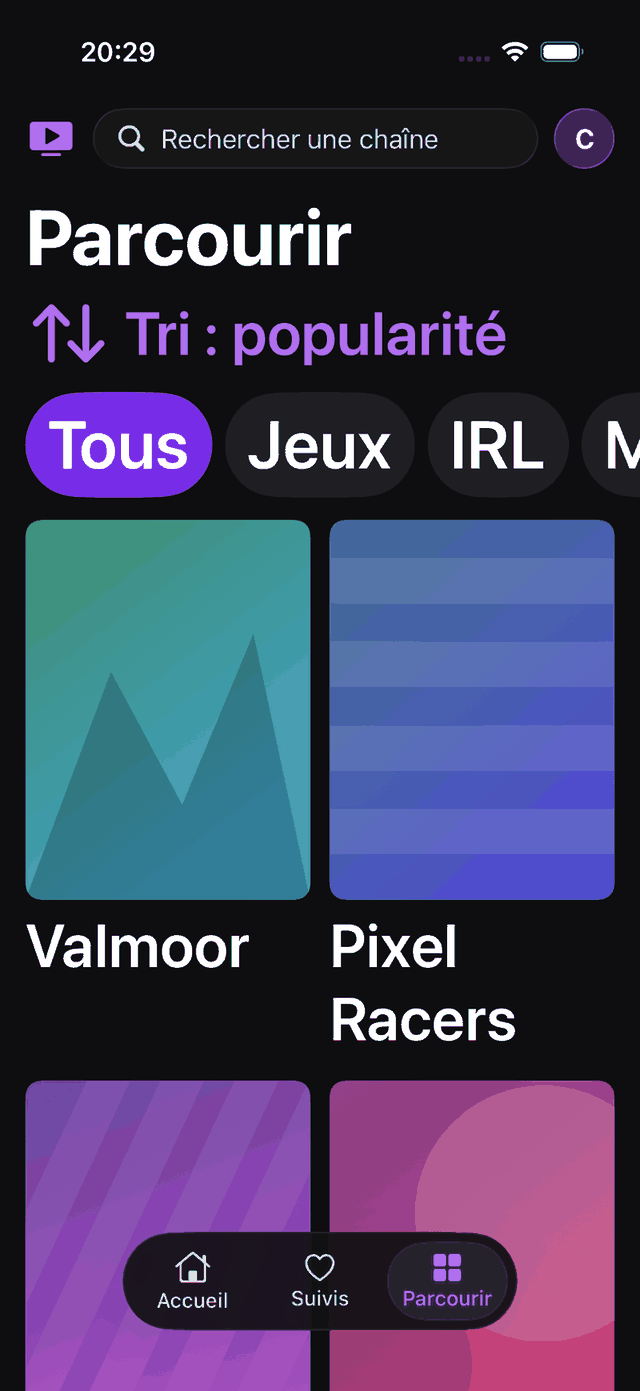 20:29
Rechercher une chaîne
C
Parcourir
Tri : popularité
Tous
Jeux
IRL
M
Valmoor
Pixel
Racers
Accueil
Suivis
Parcourir